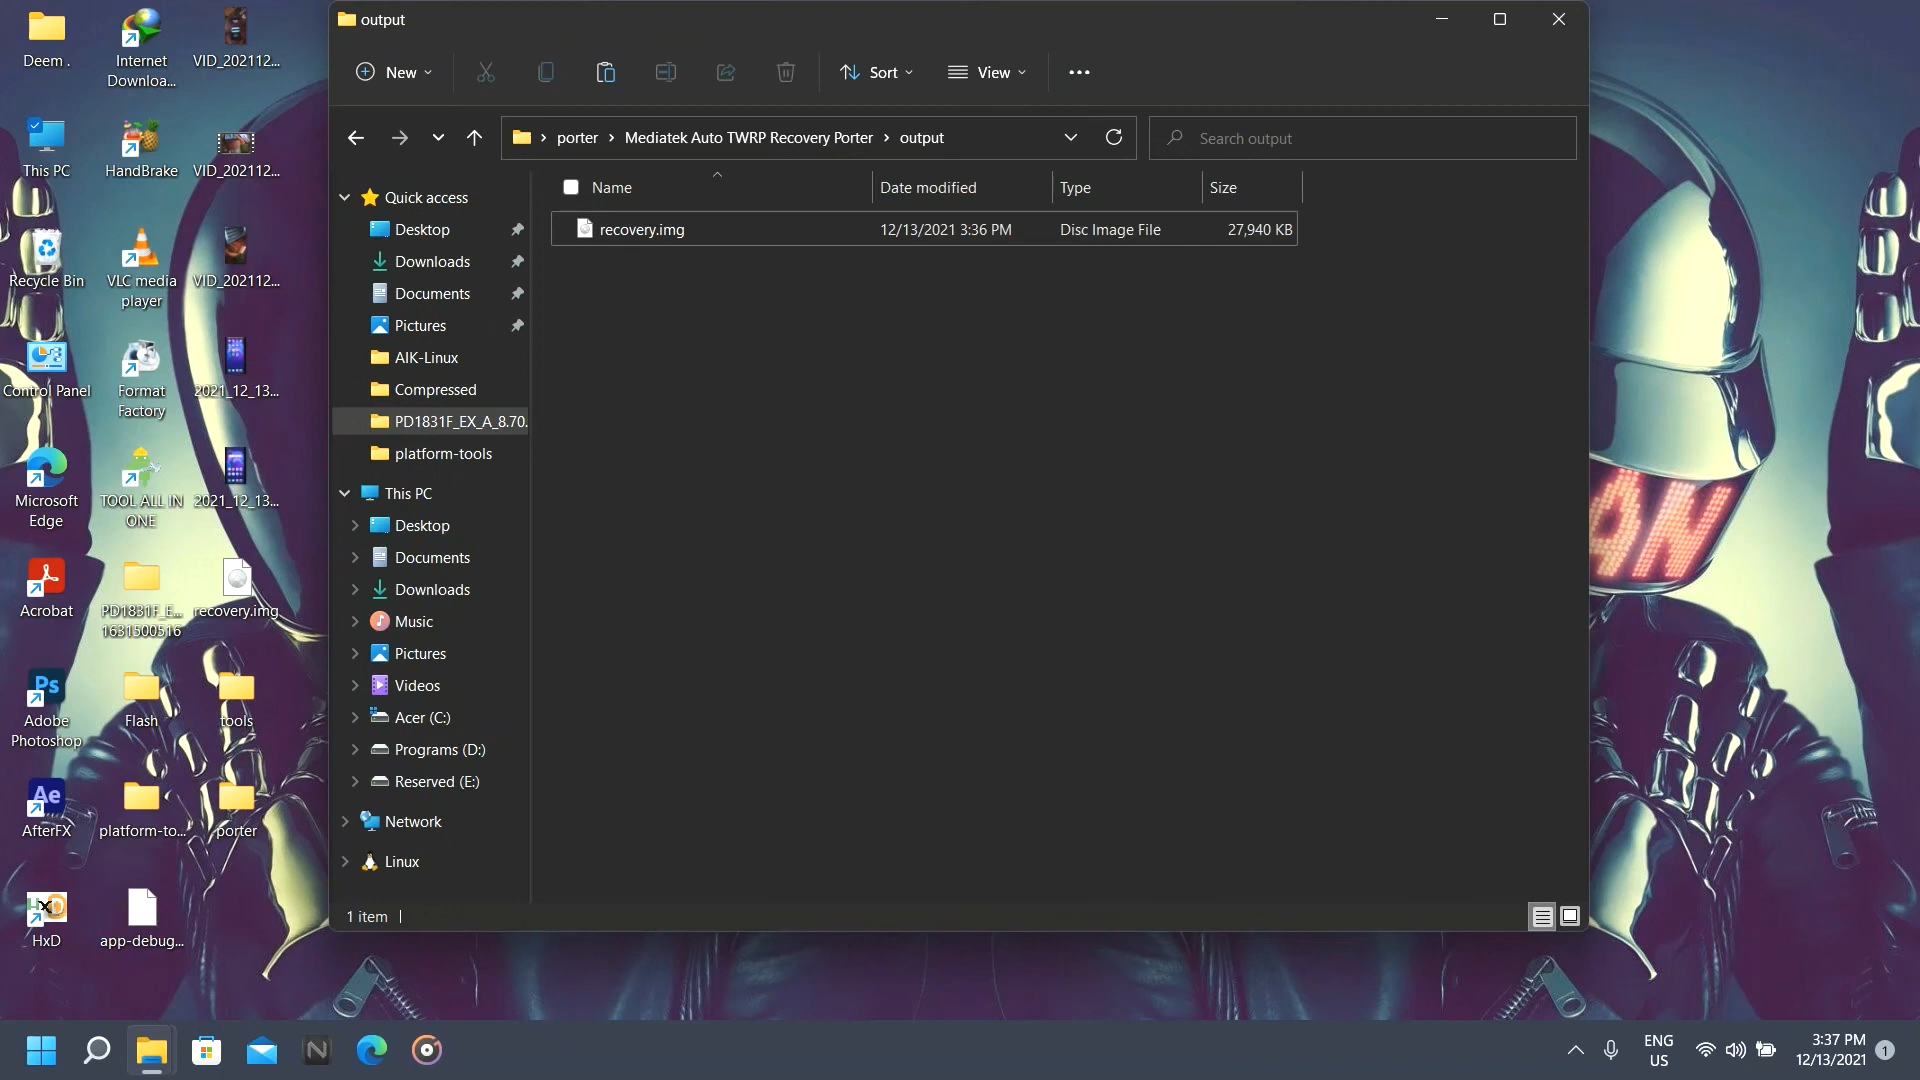 Deem .
Internet
Downloa...
VID_202112...
This PC
HandBrake
VID_202112...
Recycle Bin
VLC media
player
VID_202112...
Control Panel
Format
Factory
2021_12_13...
Microsoft
Edge
TOOL ALL IN
ONE
2021_12_13...
Acrobat
PD1831F_E...
1631500516
recovery.img
Ps
Adobe
Photoshop
Flash
tools
Ae
AfterFX
platform-to...
porter
HxD
HxD
app-debug...
output
New
Sort
View
porter
Mediatek Auto TWRP Recovery Porter
output
Search output
Quick access
Desktop
Downloads
Documents
Pictures
AIK-Linux
Compressed
PD1831F_EX_A_8.70.
platform-tools
This PC
Desktop
Documents
Downloads
Music
Pictures
Videos
Acer (C:)
Programs (D:)
Reserved (E:)
Network
Linux
Name Date modified Type Size
recovery.img 12/13/2021 3:36 PM Disc Image File 27,940 KB
1 item
AN
N
ENG
US
3:37 PM
12/13/2021
1